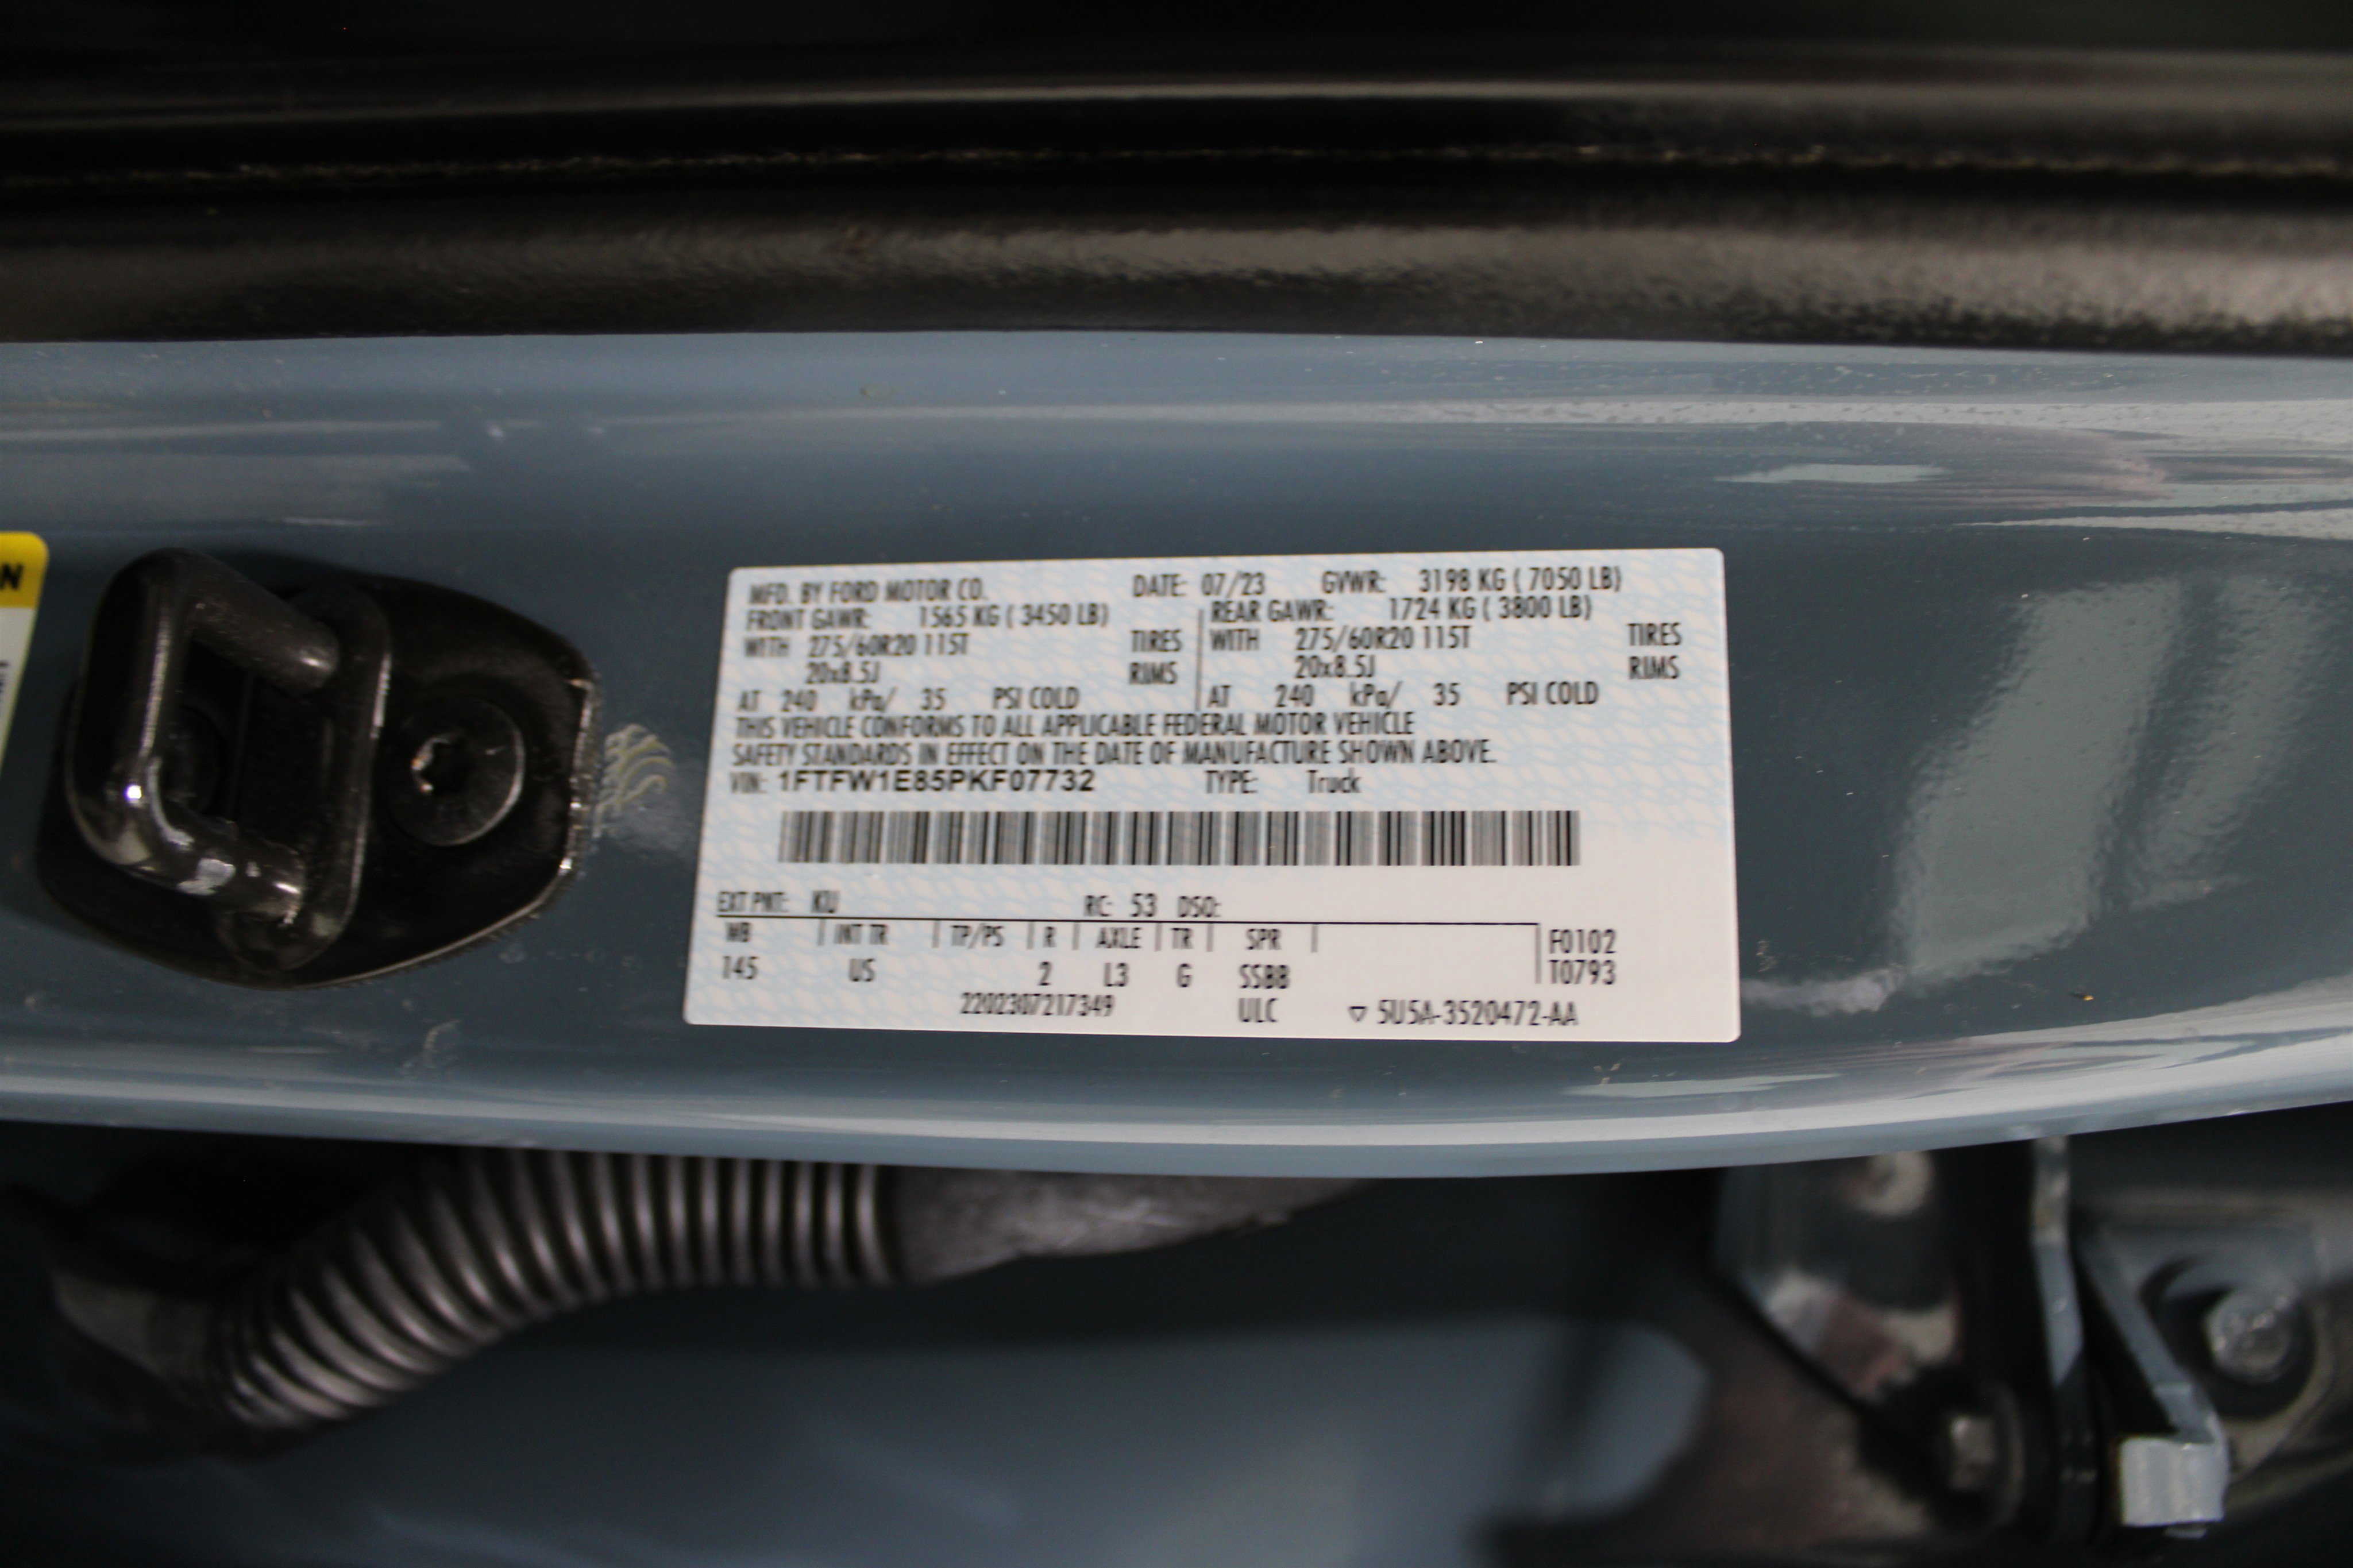 N
MFD. BY FORD MOTOR CO. DATE: 07/23 GVWR: 3198 KG ( 7050 LB)
FRONT GAWR: 1565 KG ( 3450 LB) REAR GAWR: 1724 KG ( 3800 LB)
WITH 275/60R20 115T TIRES WITH 275/60R20 115T TIRES
20x8.5J RIMS 20x8.5J RIMS
AT 240 kPa/ 35 PSI COLD AT 240 kPa/ 35 PSI COLD
THIS VEHICLE CONFORMS TO ALL APPLICABLE FEDERAL MOTOR VEHICLE
SAFETY STANDARDS IN EFFECT ON THE DATE OF MANUFACTURE SHOWN ABOVE.
VIN: 1FTFW1E85PKF07732 TYPE: Truck
EXT PNT: KU RC: 53 DSO:
WB INT TR TP/PS R AXLE TR SPR F0102
145 US 2 L3 G SSBB T0793
2202307217349 ULC ▽ 5U5A-3520472-AA